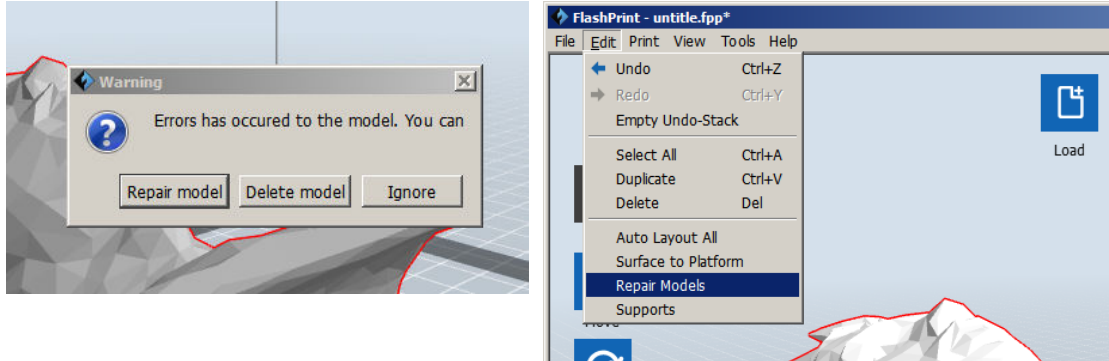 Warning
Errors has occured to the model. You can
Repair model Delete model Ignore
FlashPrint - untitle.fpp*
File Edit Print View Tools Help
Undo Ctrl+Z
Redo Ctrl+Y
Empty Undo-Stack
Select All Ctrl+A
Duplicate Ctrl+V
Delete Del
Auto Layout All
Surface to Platform
Repair Models
Supports
Load